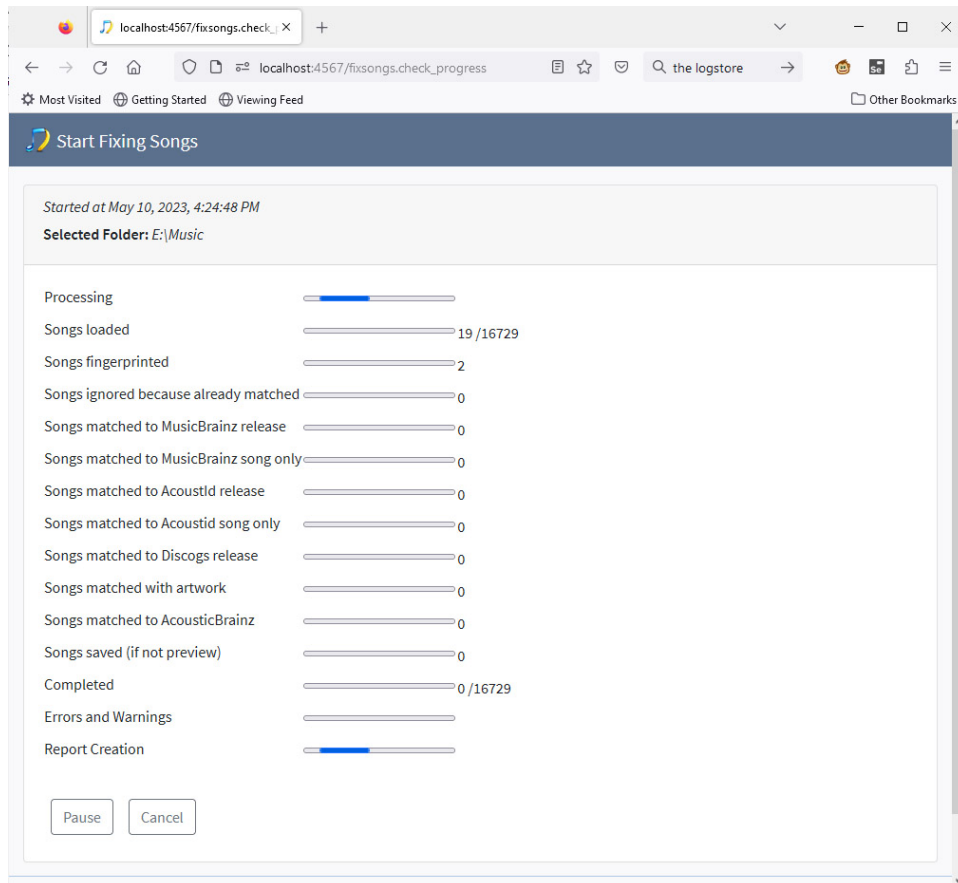 localhost:4567/fixsongs.check_
localhost:4567/fixsongs.check_progress
the logstore
Se
Most Visited Getting Started Viewing Feed Other Bookmarks
Start Fixing Songs
Started at May 10, 2023, 4:24:48 PM
Selected Folder: E:\Music
Processing
Songs loaded 19 /16729
Songs fingerprinted 2
Songs ignored because already matched 0
Songs matched to MusicBrainz release 0
Songs matched to MusicBrainz song only 0
Songs matched to AcoustId release 0
Songs matched to Acoustid song only 0
Songs matched to Discogs release 0
Songs matched with artwork 0
Songs matched to AcousticBrainz 0
Songs saved (if not preview) 0
Completed 0 /16729
Errors and Warnings
Report Creation
Pause Cancel